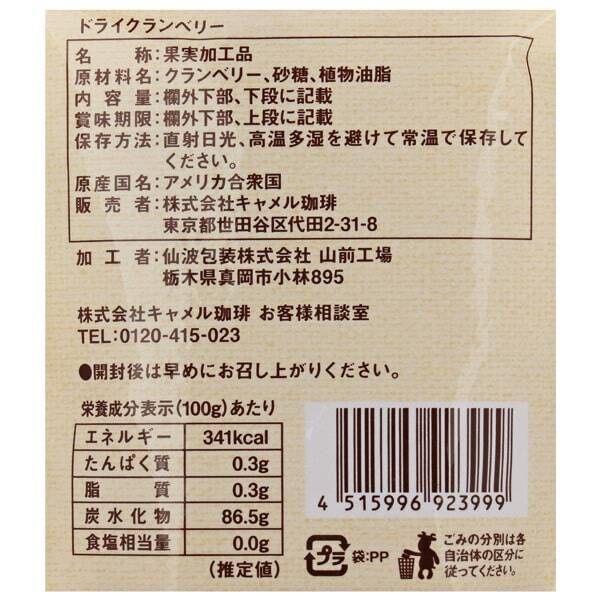 ドライクランベリー
名　　称：果実加工品
原材料名：クランベリー、砂糖、植物油脂
内 容 量：欄外下部、下段に記載
賞味期限：欄外下部、上段に記載
保存方法：直射日光、高温多湿を避けて常温で保存して
ください。
原産国名：アメリカ合衆国
販 売 者：株式会社キャメル珈琲
東京都世田谷区代田2-31-8
加 工 者：仙波包装株式会社 山前工場
栃木県真岡市小林895
株式会社キャメル珈琲 お客様相談室
TEL：0120-415-023
●開封後は早めにお召し上がりください。
栄養成分表示(100g)あたり
エネルギー 341kcal
たんぱく質 0.3g
脂　　質 0.3g
炭水化物 86.5g
食塩相当量 0.0g
(推定値)
4 515996 923999
プラ 袋：PP
ごみの分別は各
自治体の区分に
従ってください。